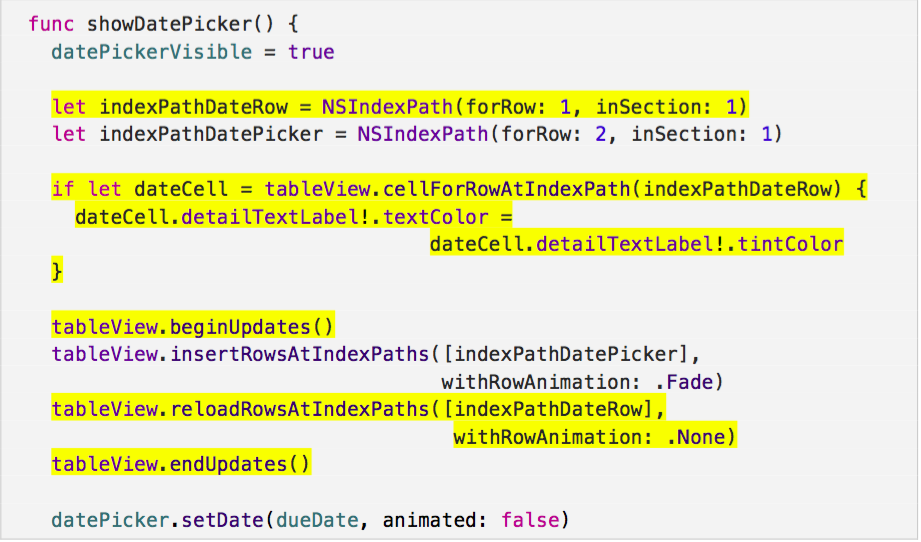 func showDatePicker() {
datePickerVisible = true
let indexPathDateRow = NSIndexPath(forRow: 1, inSection: 1)
let indexPathDatePicker = NSIndexPath(forRow: 2, inSection: 1)
if let dateCell = tableView.cellForRowAtIndexPath(indexPathDateRow) {
dateCell.detailTextLabel!.textColor =
dateCell.detailTextLabel!.tintColor
}
tableView.beginUpdates()
tableView.insertRowsAtIndexPaths([indexPathDatePicker],
withRowAnimation: .Fade)
tableView.reloadRowsAtIndexPaths([indexPathDateRow],
withRowAnimation: .None)
tableView.endUpdates()
datePicker.setDate(dueDate, animated: false)